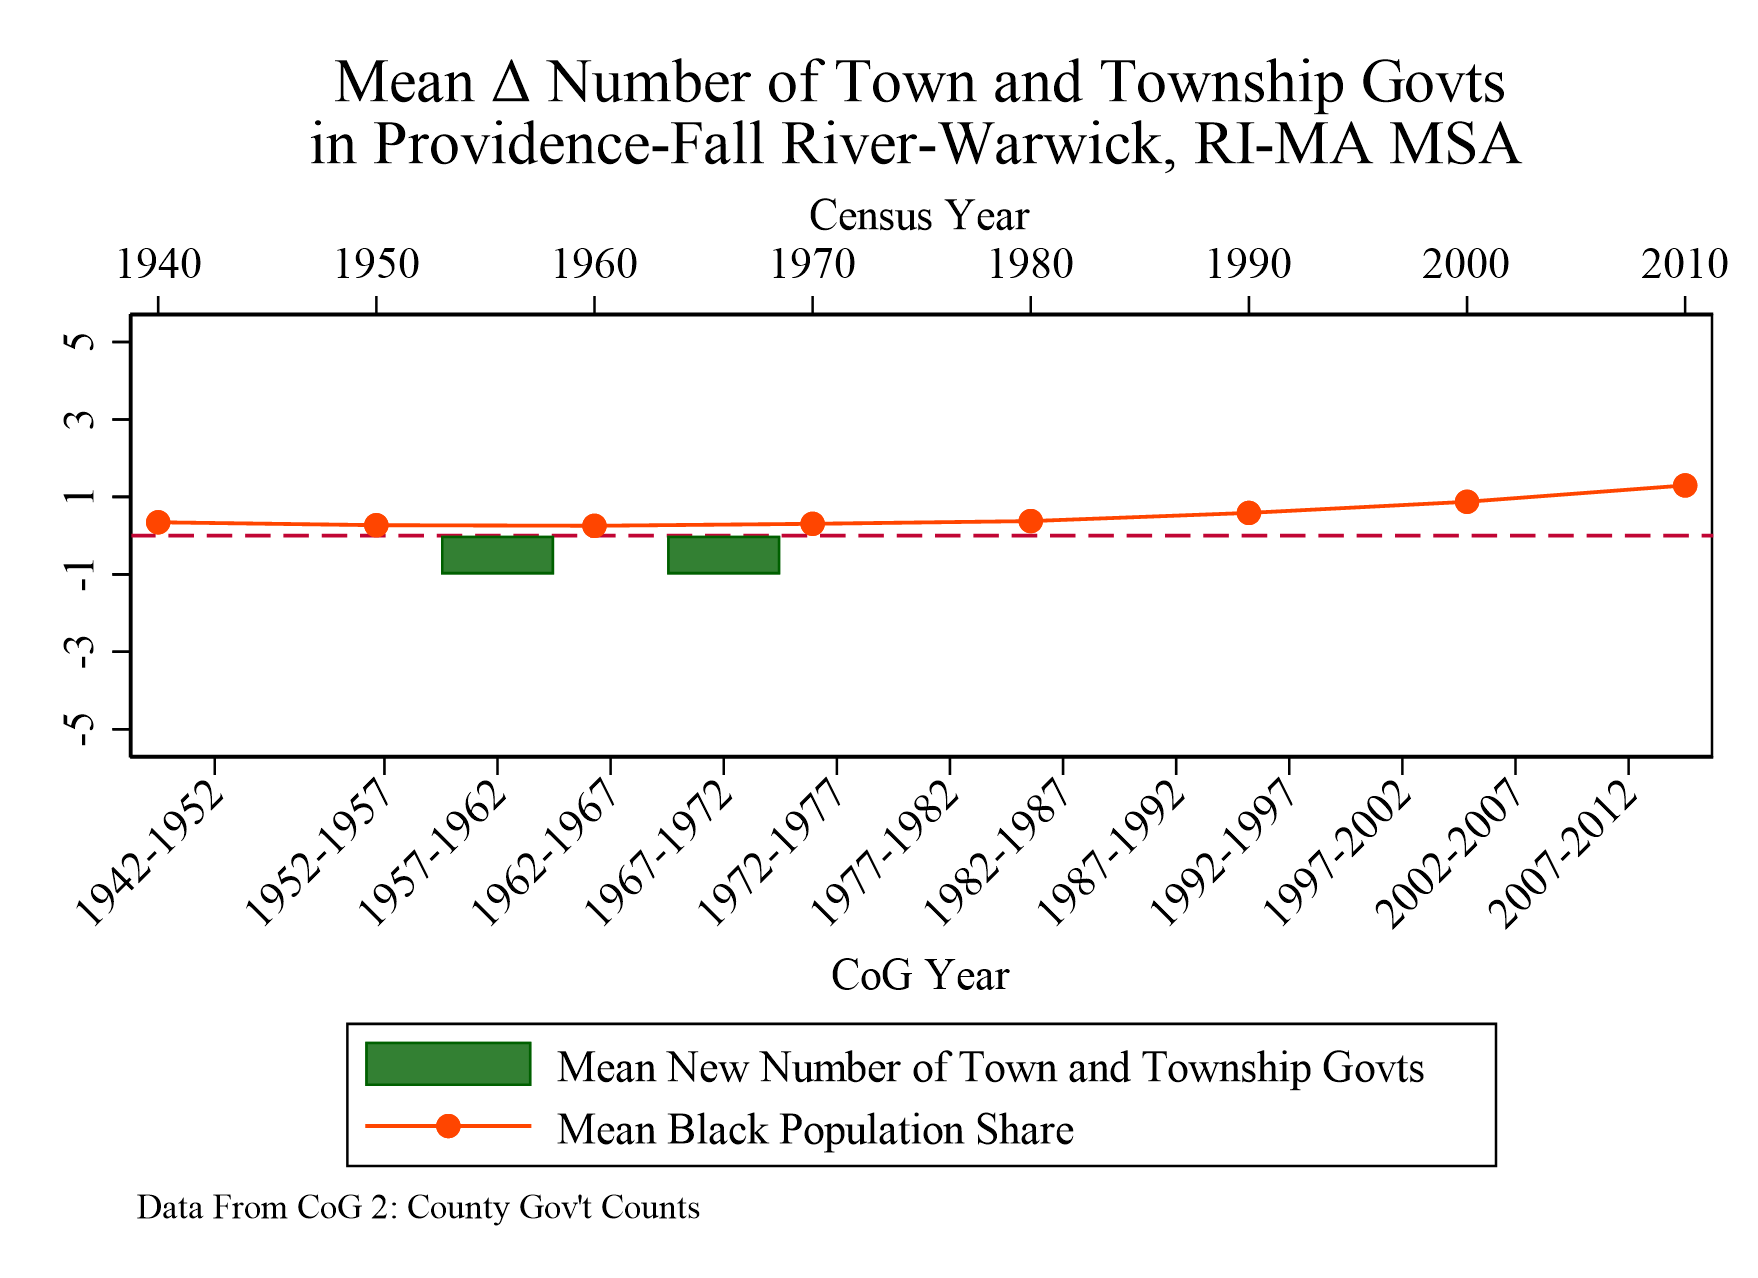 Mean Δ Number of Town and Township Govts
in Providence-Fall River-Warwick, RI-MA MSA
Census Year
1940 1950 1960 1970 1980 1990 2000 2010
5
3
1
-1
-3
-5
1942-1952 1952-1957 1957-1962 1962-1967 1967-1972 1972-1977 1977-1982 1982-1987 1987-1992 1992-1997 1997-2002 2002-2007 2007-2012
CoG Year
Mean New Number of Town and Township Govts
Mean Black Population Share
Data From CoG 2: County Gov't Counts